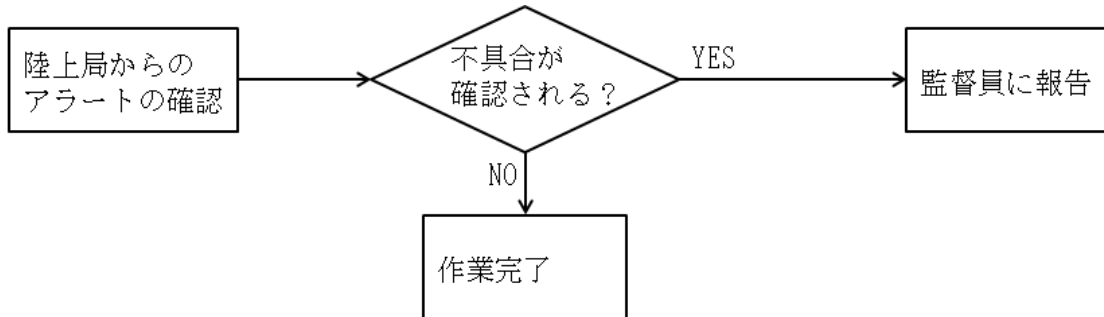 陸上局からの
アラートの確認
不具合が
確認される？
YES
監督員に報告
NO
作業完了